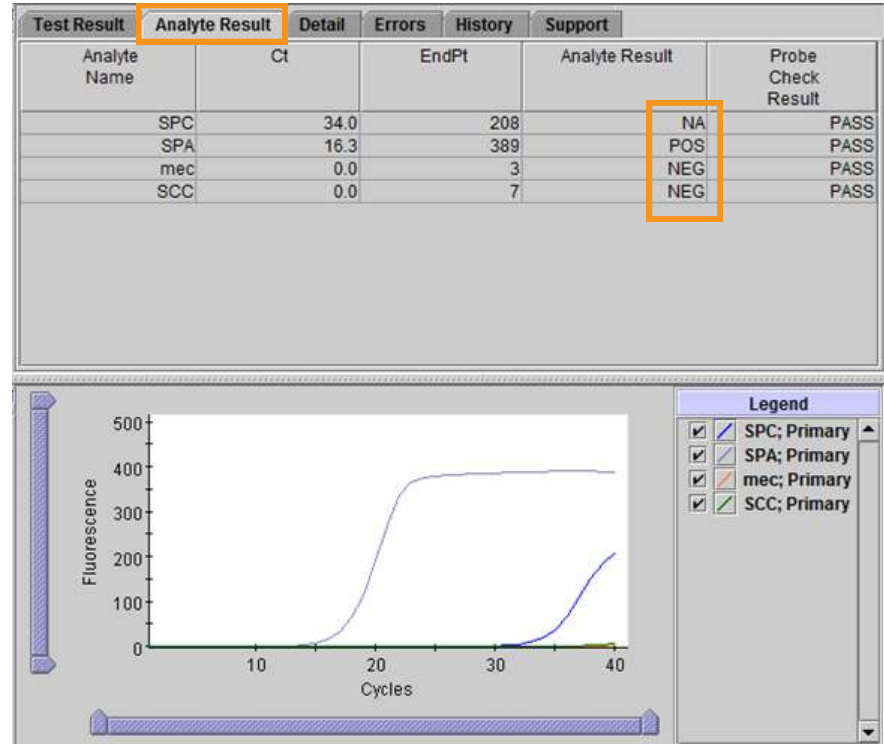 Test Result Analyte Result Detail Errors History Support
Analyte Name Ct EndPt Analyte Result Probe Check Result
SPC 34.0 208 NA PASS
SPA 16.3 389 POS PASS
mec 0.0 3 NEG PASS
SCC 0.0 7 NEG PASS
500
400
300
200
100
0
Fluorescence
10 20 30 40
Cycles
Legend
SPC; Primary
SPA; Primary
mec; Primary
SCC; Primary